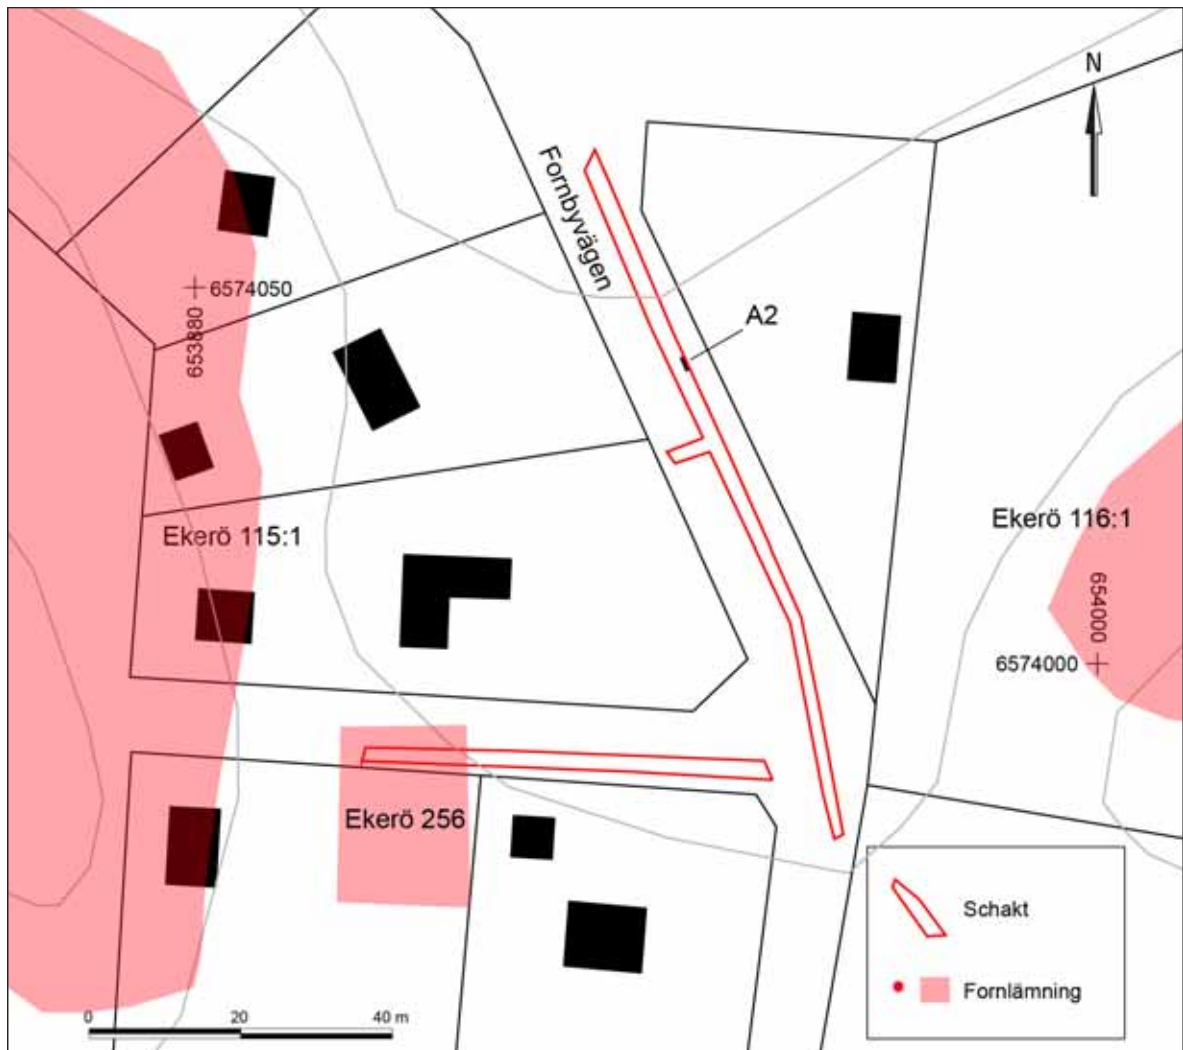 N
Fornbyvägen
A2
6574050
653880
Ekerö 115:1
Ekerö 116:1
654000
6574000
Ekerö 256
Schakt
Fornlämning
0 20 40 m